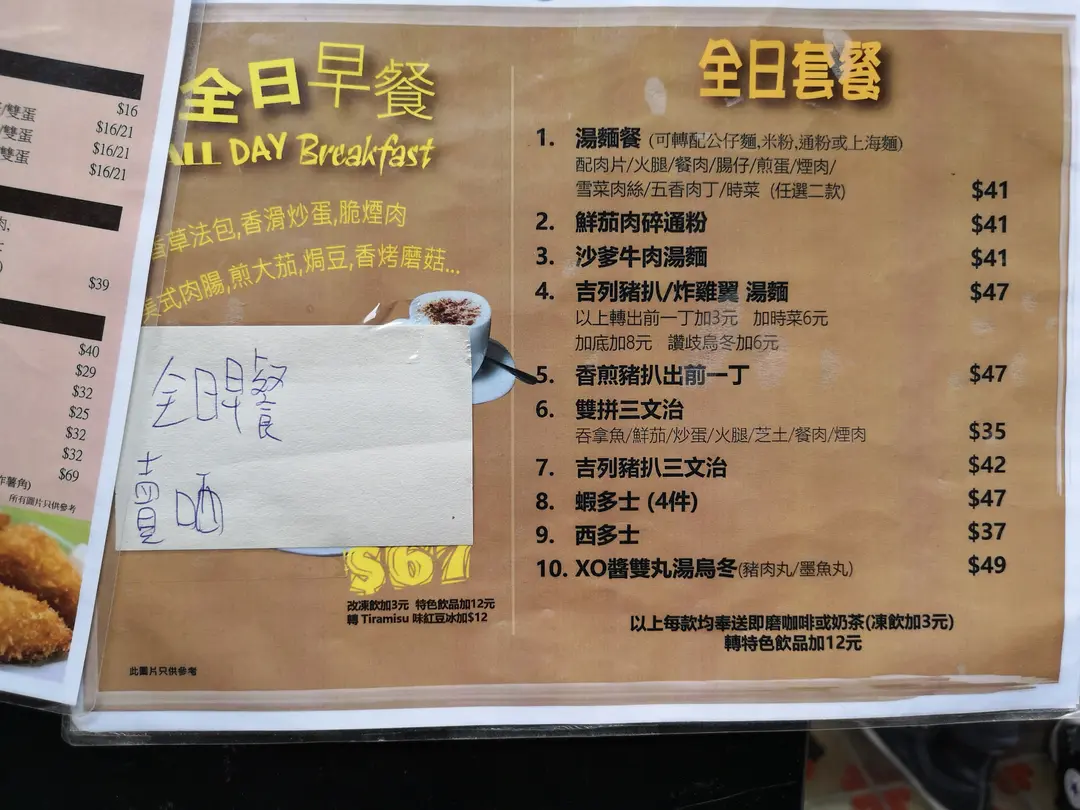 /雙蛋
$16
/雙蛋
$16/21
雙蛋
$16/21
$16/21
肉,
$39
$40
$29
$32
$25
$32
$32
$69
炸薯角)
所有圖片只供參考
全日早餐
ALL DAY Breakfast
香草法包,香滑炒蛋,脆煙肉
美式肉腸,煎大茄,焗豆,香烤磨菇...
全日早餐
賣哂
$67
改凍飲加3元 特色飲品加12元
轉 Tiramisu 味紅豆冰加$12
此圖片只供參考
全日套餐
1. 湯麵餐 (可轉配公仔麵,米粉,通粉或上海麵)
配肉片/火腿/餐肉/腸仔/煎蛋/煙肉/
雪菜肉絲/五香肉丁/時菜 (任選二款) $41
2. 鮮茄肉碎通粉 $41
3. 沙爹牛肉湯麵 $41
4. 吉列豬扒/炸雞翼 湯麵 $47
以上轉出前一丁加3元 加時菜6元
加底加8元 讚歧烏冬加6元
5. 香煎豬扒出前一丁 $47
6. 雙拼三文治
吞拿魚/鮮茄/炒蛋/火腿/芝士/餐肉/煙肉 $35
7. 吉列豬扒三文治 $42
8. 蝦多士 (4件) $47
9. 西多士 $37
10. XO醬雙丸湯烏冬(豬肉丸/墨魚丸) $49
以上每款均奉送即磨咖啡或奶茶(凍飲加3元)
轉特色飲品加12元